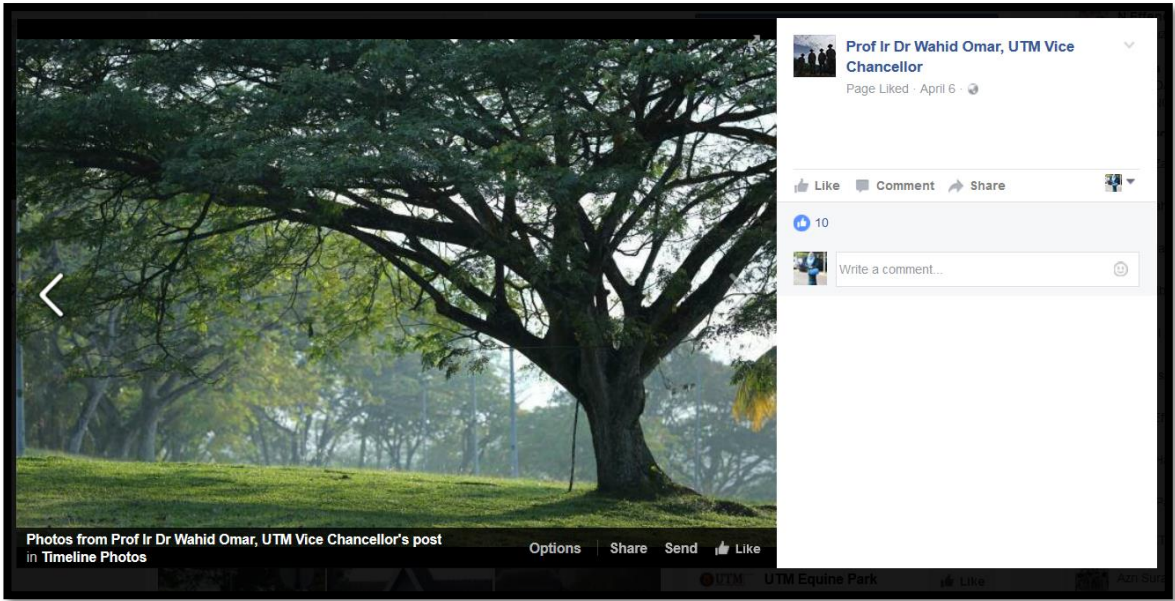 Prof Ir Dr Wahid Omar, UTM Vice
Chancellor
Page Liked · April 6 ·
Like Comment Share
10
Write a comment...
Photos from Prof Ir Dr Wahid Omar, UTM Vice Chancellor's post
in Timeline Photos
Options Share Send Like
UTM UTM Equine Park Like